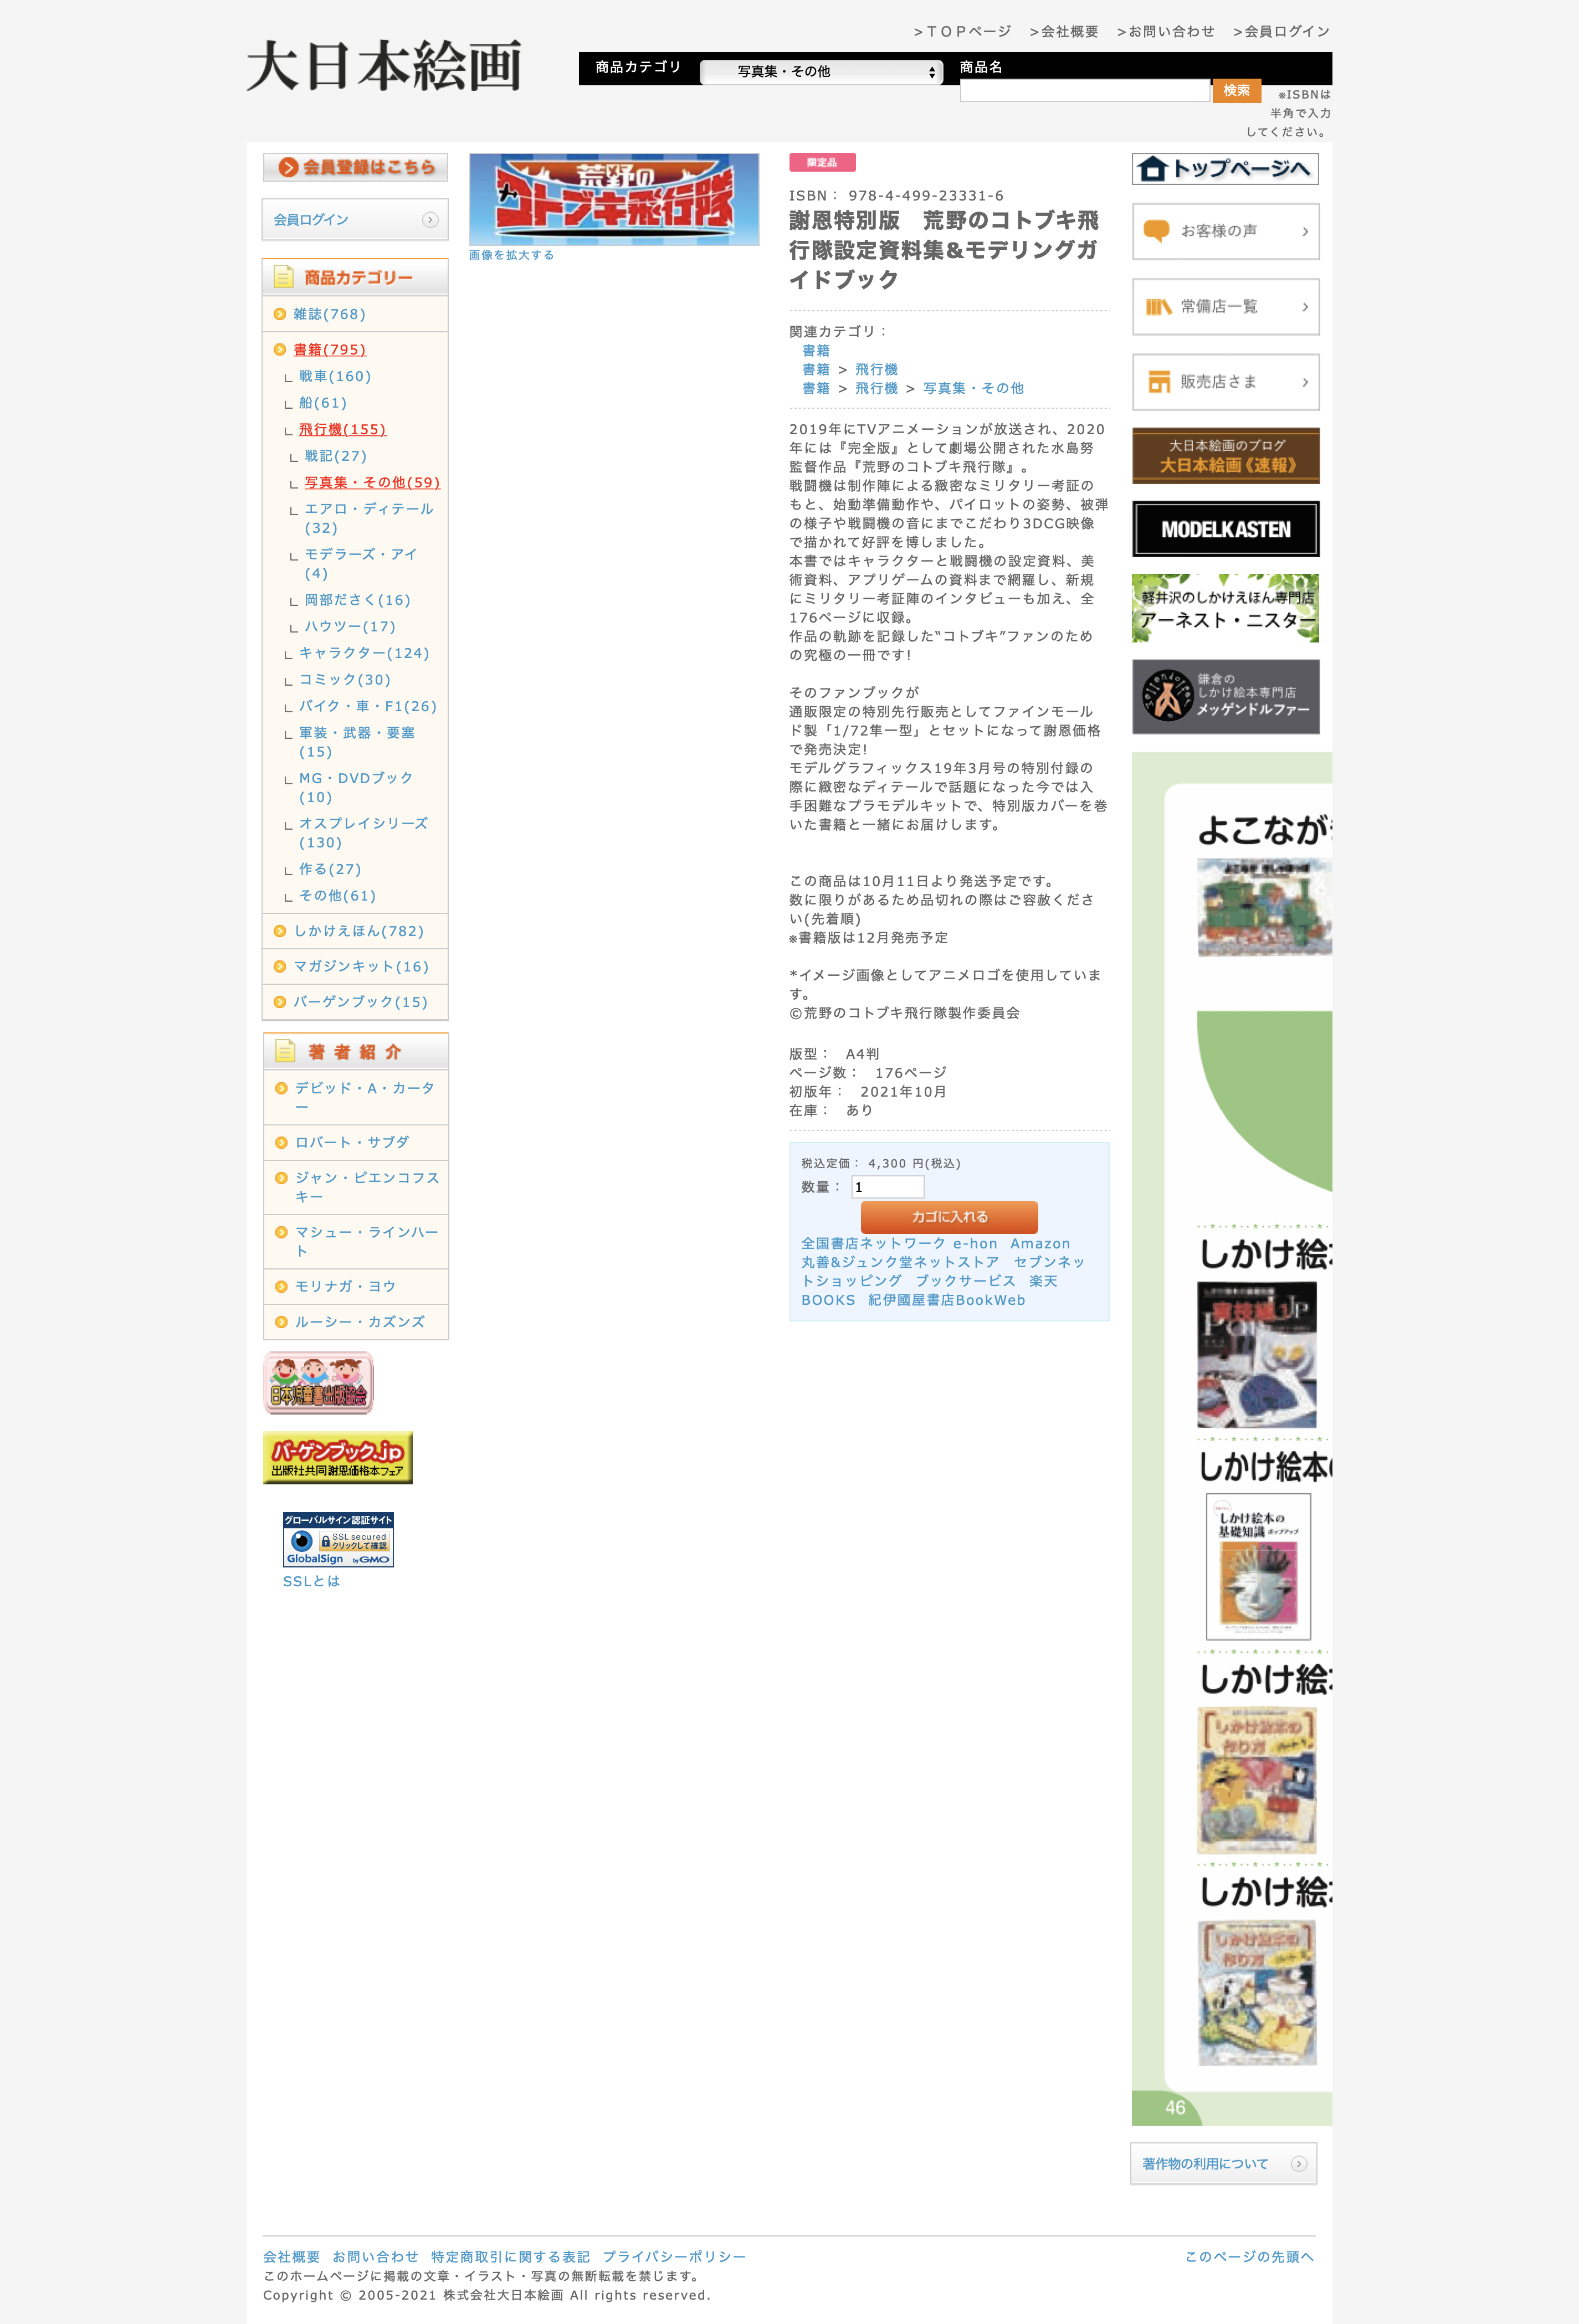 >ＴＯＰページ >会社概要 >お問い合わせ >会員ログイン
大日本絵画
商品カテゴリ 写真集・その他 商品名
検索 ※ISBNは
半角で入力
してください。
会員登録はこちら
会員ログイン
商品カテゴリー
雑誌(768)
書籍(795)
戦車(160)
船(61)
飛行機(155)
戦記(27)
写真集・その他(59)
エアロ・ディテール
(32)
モデラーズ・アイ
(4)
岡部ださく(16)
ハウツー(17)
キャラクター(124)
コミック(30)
バイク・車・F1(26)
軍装・武器・要塞
(15)
MG・DVDブック
(10)
オスプレイシリーズ
(130)
作る(27)
その他(61)
しかけえほん(782)
マガジンキット(16)
バーゲンブック(15)
著者紹介
デビッド・A・カータ
ー
ロバート・サブダ
ジャン・ピエンコフス
キー
マシュー・ラインハー
ト
モリナガ・ヨウ
ルーシー・カズンズ
日本児童書出版協会
バーゲンブック.jp
出版社共同謝恩価格本フェア
グローバルサイン認証サイト
SSL secured
クリックして確認
GlobalSign by GMO
SSLとは
荒野の
コトブキ飛行隊
画像を拡大する
限定品
ISBN： 978-4-499-23331-6
謝恩特別版　荒野のコトブキ飛
行隊設定資料集&モデリングガ
イドブック
関連カテゴリ：
書籍
書籍 > 飛行機
書籍 > 飛行機 > 写真集・その他
2019年にTVアニメーションが放送され、2020
年には『完全版』として劇場公開された水島努
監督作品『荒野のコトブキ飛行隊』。
戦闘機は制作陣による緻密なミリタリー考証の
もと、始動準備動作や、パイロットの姿勢、被弾
の様子や戦闘機の音にまでこだわり3DCG映像
で描かれて好評を博しました。
本書ではキャラクターと戦闘機の設定資料、美
術資料、アプリゲームの資料まで網羅し、新規
にミリタリー考証陣のインタビューも加え、全
176ページに収録。
作品の軌跡を記録した“コトブキ”ファンのため
の究極の一冊です!
そのファンブックが
通販限定の特別先行販売としてファインモール
ド製「1/72隼一型」とセットになって謝恩価格
で発売決定!
モデルグラフィックス19年3月号の特別付録の
際に緻密なディテールで話題になった今では入
手困難なプラモデルキットで、特別版カバーを巻
いた書籍と一緒にお届けします。
この商品は10月11日より発送予定です。
数に限りがあるため品切れの際はご容赦くださ
い(先着順)
※書籍版は12月発売予定
*イメージ画像としてアニメロゴを使用していま
す。
©荒野のコトブキ飛行隊製作委員会
版型：　A4判
ページ数：　176ページ
初版年：　2021年10月
在庫：　あり
税込定価： 4,300 円(税込)
数量： 1
カゴに入れる
全国書店ネットワーク e-hon Amazon
丸善&ジュンク堂ネットストア セブンネッ
トショッピング ブックサービス 楽天
BOOKS 紀伊國屋書店BookWeb
トップページへ
お客様の声
常備店一覧
販売店さま
大日本絵画のブログ
大日本絵画《速報》
MODELKASTEN
軽井沢のしかけえほん専門店
アーネスト・ニスター
鎌倉の
しかけ絵本専門店
メッゲンドルファー
よこなが
しかけ絵
しかけ絵本
しかけ絵本の
基礎知識 ポップアップ
しかけ絵
しかけ絵本の
作り方
しかけ絵
しかけ絵本の
作り方
46
著作物の利用について
会社概要 お問い合わせ 特定商取引に関する表記 プライバシーポリシー
このページの先頭へ
このホームページに掲載の文章・イラスト・写真の無断転載を禁じます。
Copyright © 2005-2021 株式会社大日本絵画 All rights reserved.